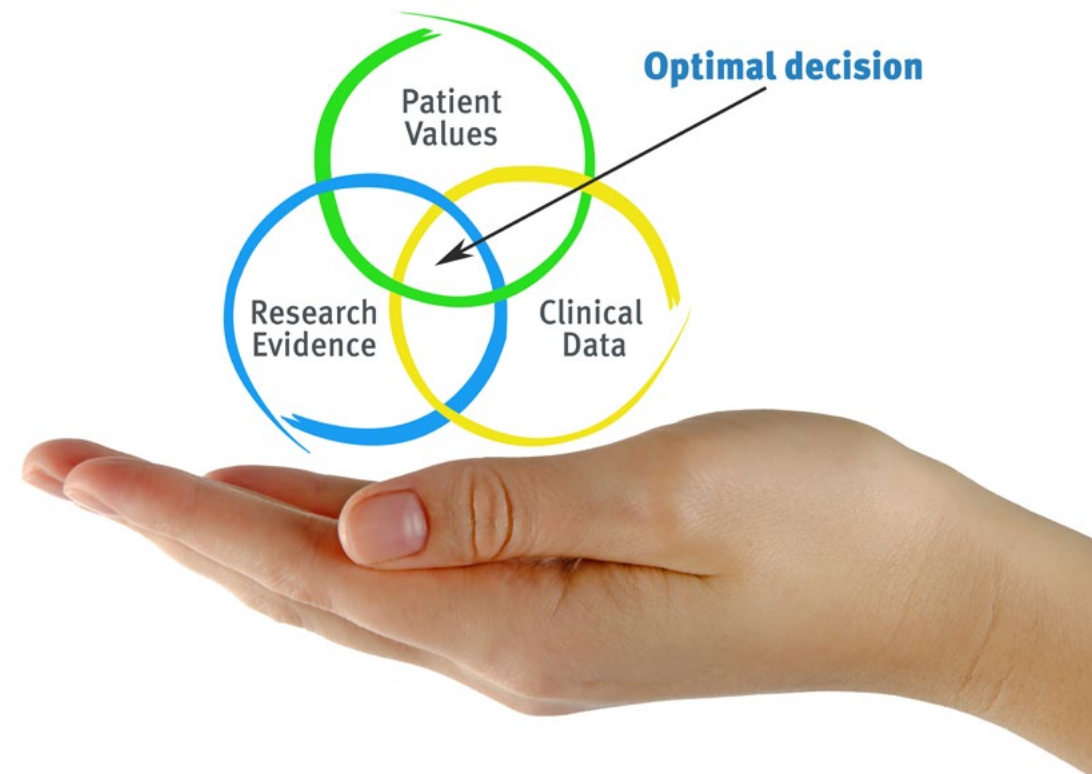 Optimal decision
Patient
Values
Research
Evidence
Clinical
Data